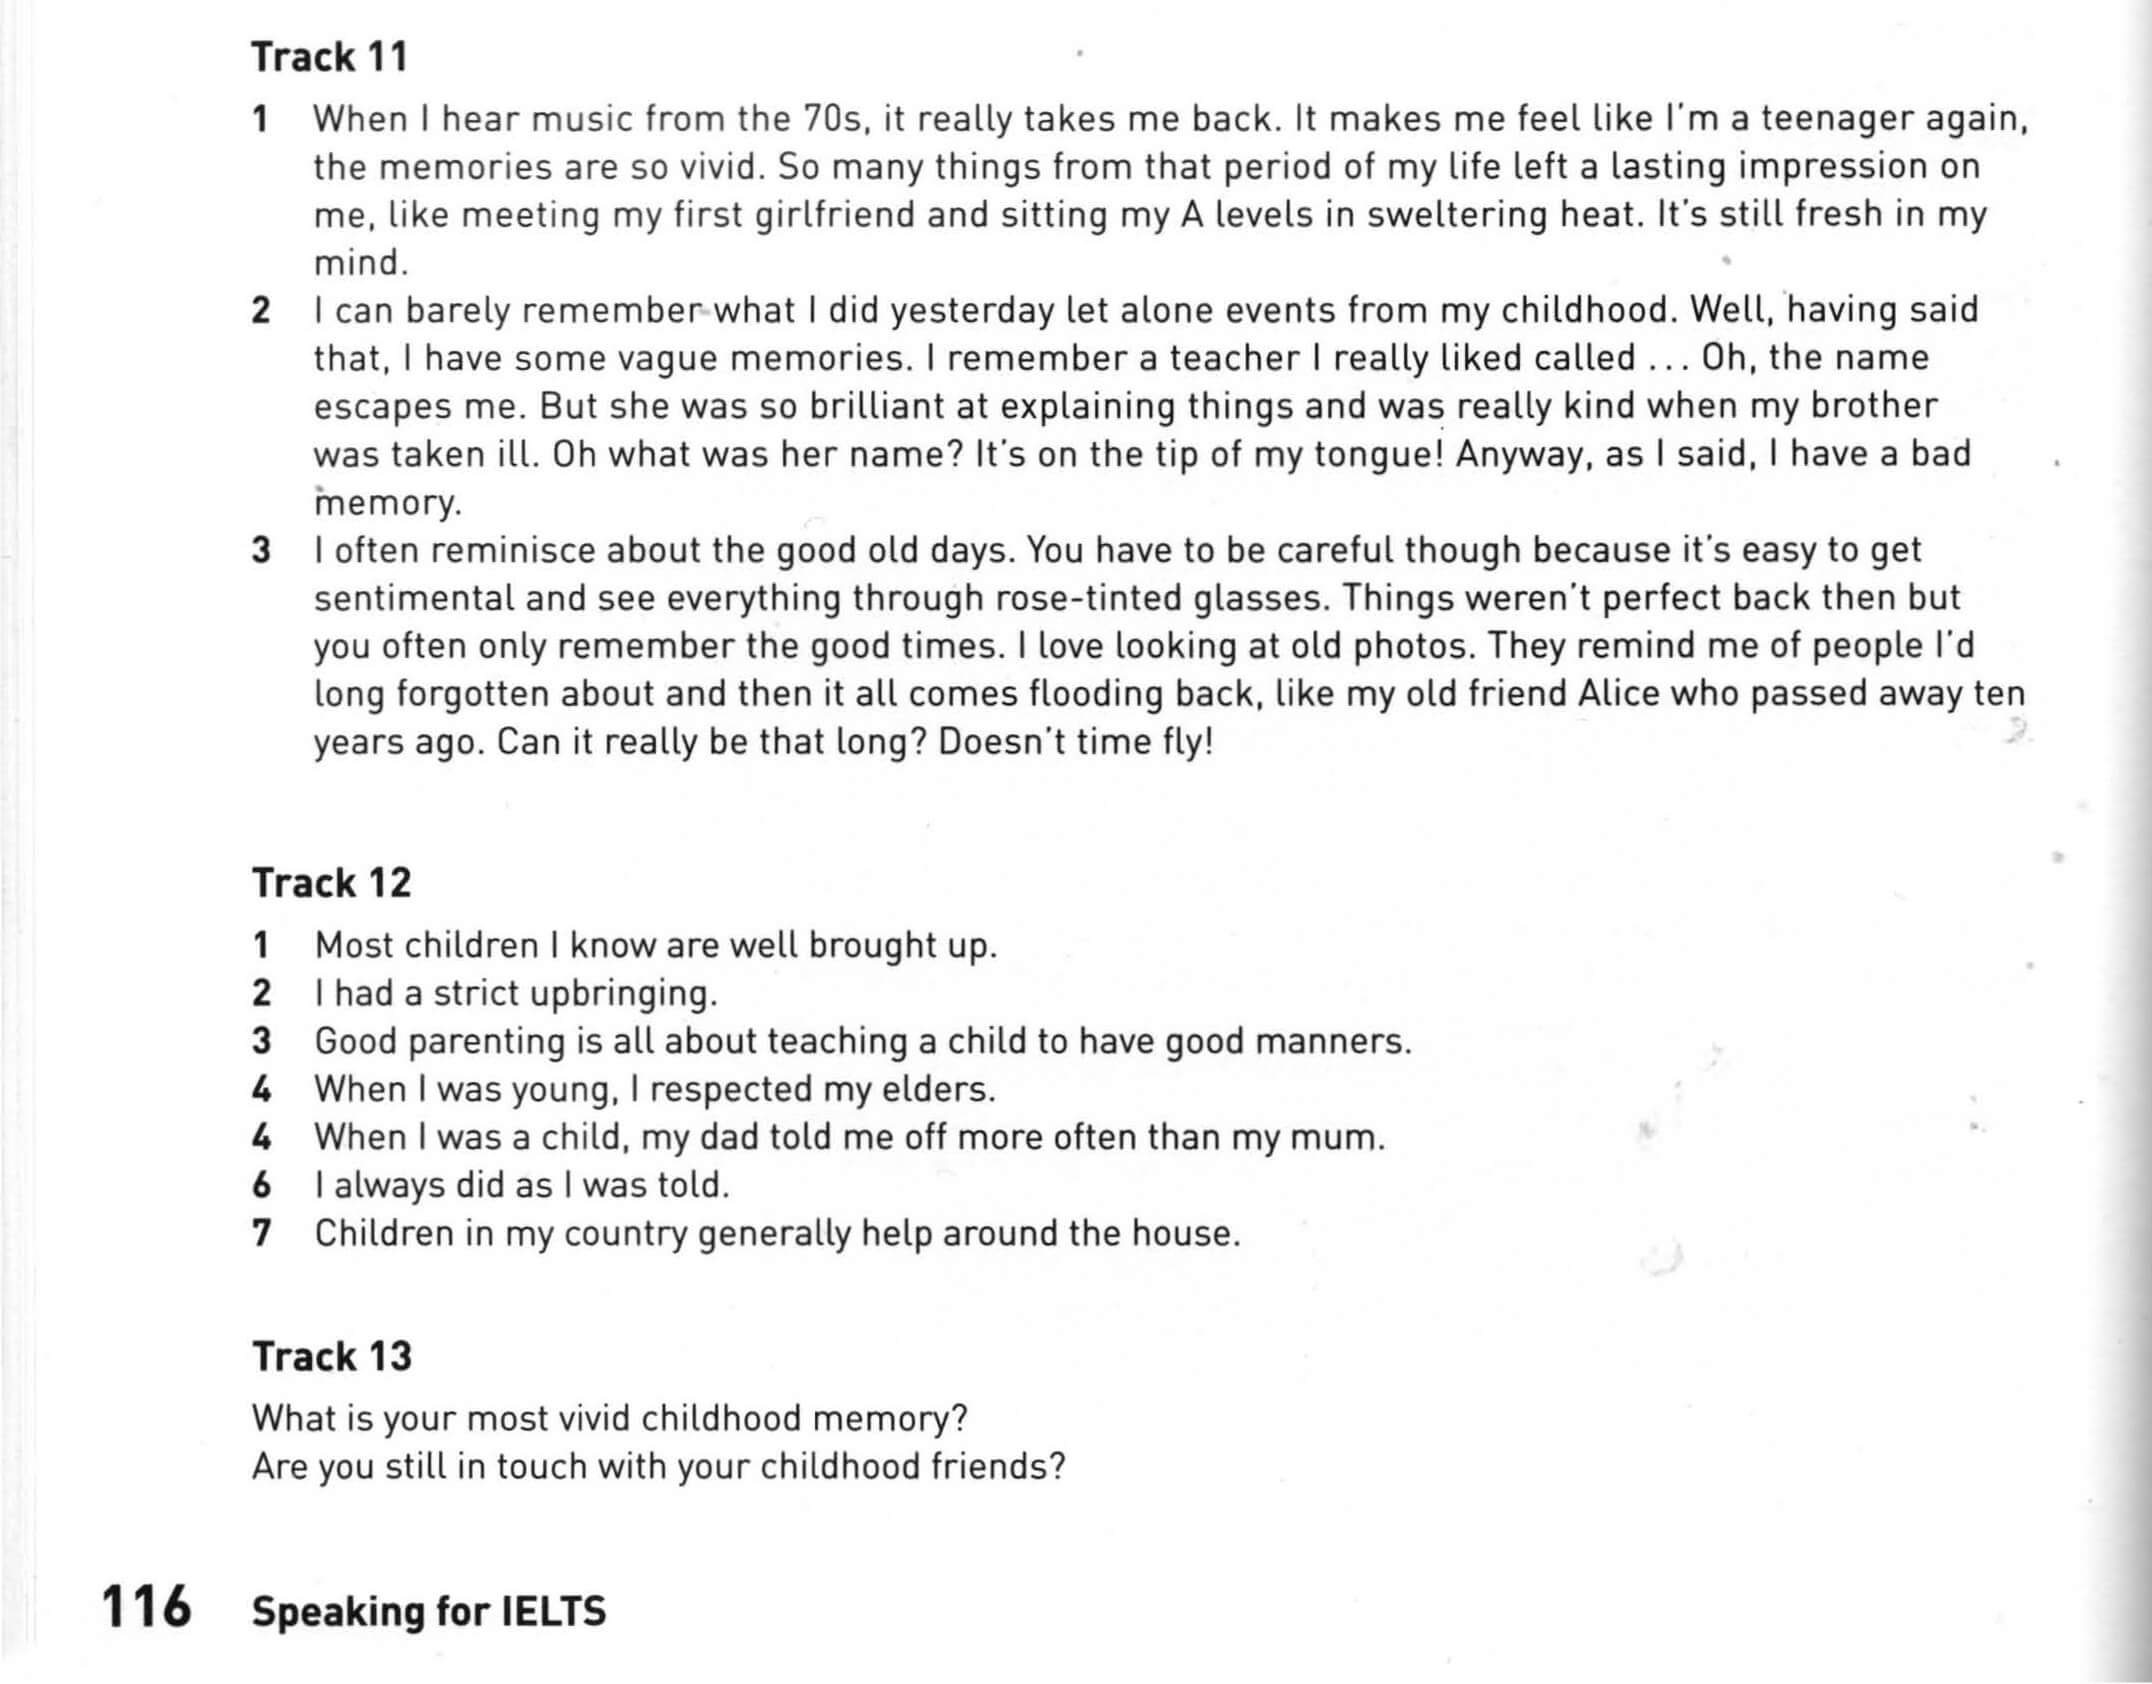 Track 11
1 When I hear music from the 70s, it really takes me back. It makes me feel like I'm a teenager again,
the memories are so vivid. So many things from that period of my life left a lasting impression on
me, like meeting my first girlfriend and sitting my A levels in sweltering heat. It's still fresh in my
mind.
2 I can barely remember what I did yesterday let alone events from my childhood. Well, having said
that, I have some vague memories. I remember a teacher I really liked called ... Oh, the name
escapes me. But she was so brilliant at explaining things and was really kind when my brother
was taken ill. Oh what was her name? It's on the tip of my tongue! Anyway, as I said, I have a bad
memory.
3 I often reminisce about the good old days. You have to be careful though because it's easy to get
sentimental and see everything through rose-tinted glasses. Things weren't perfect back then but
you often only remember the good times. I love looking at old photos. They remind me of people I'd
long forgotten about and then it all comes flooding back, like my old friend Alice who passed away ten
years ago. Can it really be that long? Doesn't time fly!
Track 12
1 Most children I know are well brought up.
2 I had a strict upbringing.
3 Good parenting is all about teaching a child to have good manners.
4 When I was young, I respected my elders.
4 When I was a child, my dad told me off more often than my mum.
6 I always did as I was told.
7 Children in my country generally help around the house.
Track 13
What is your most vivid childhood memory?
Are you still in touch with your childhood friends?
116 Speaking for IELTS